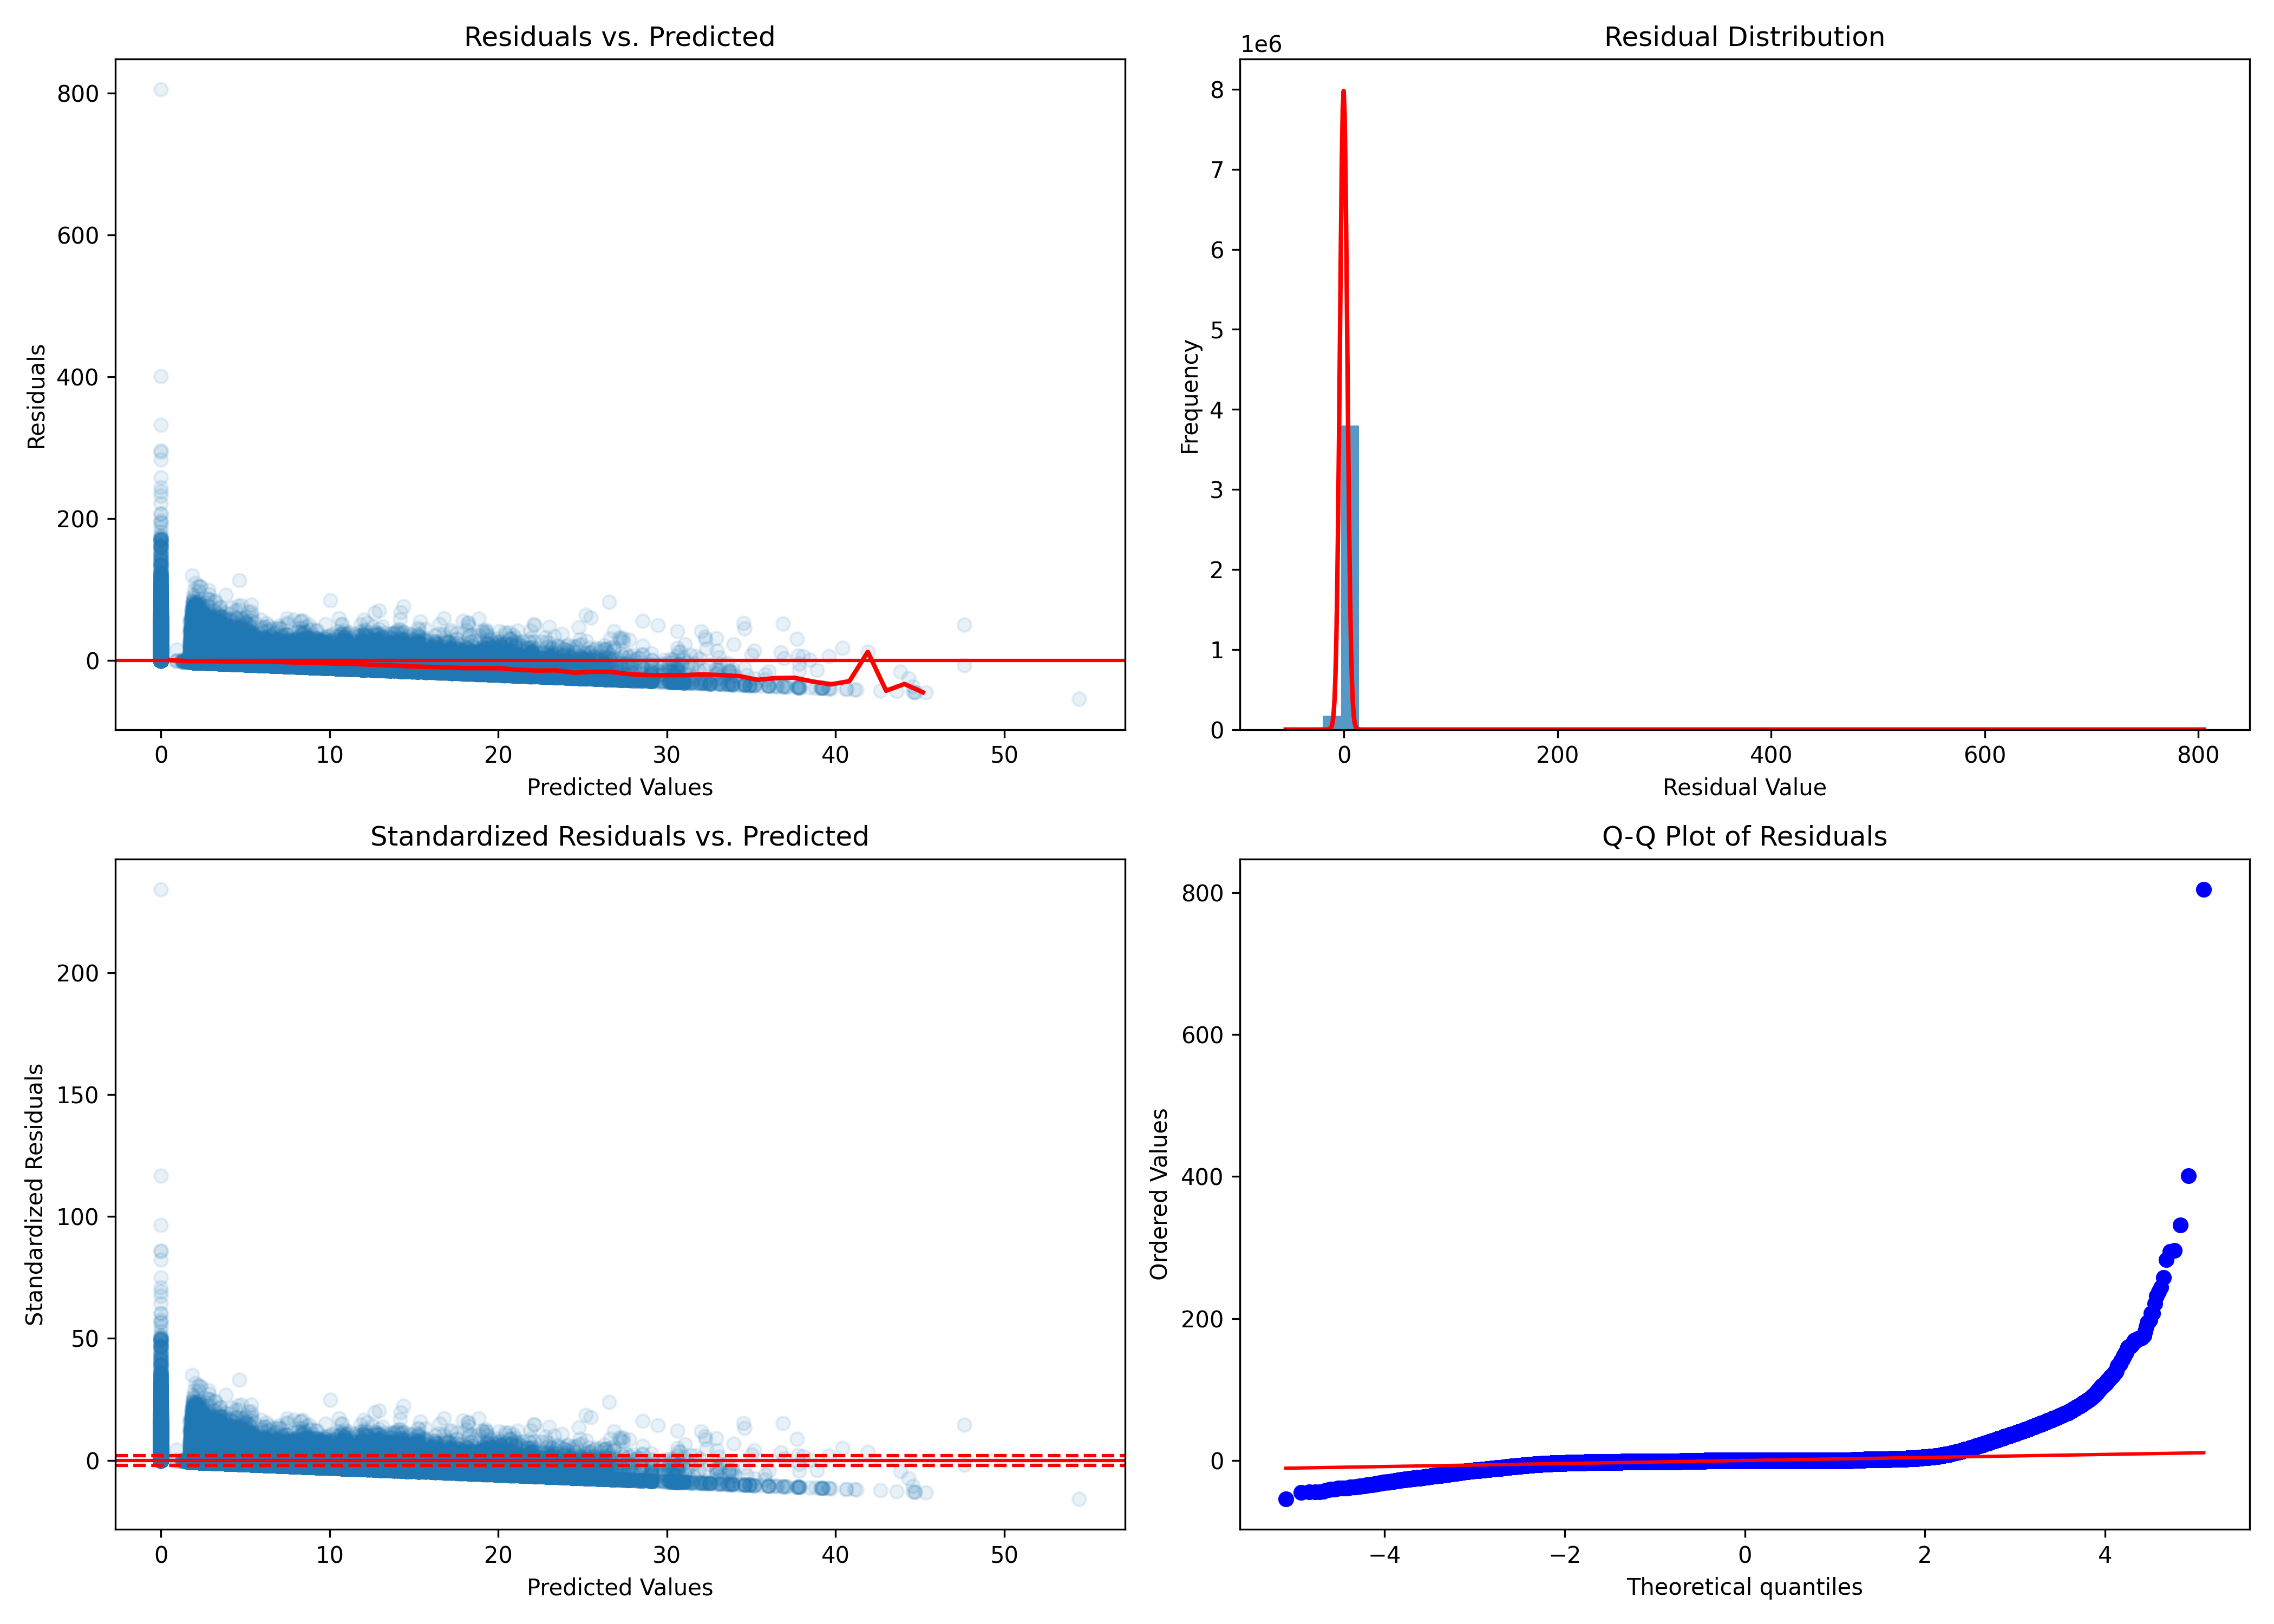 Residuals vs. Predicted
800
600
400
200
0
Residuals
0 10 20 30 40 50
Predicted Values
Residual Distribution
1e6
8
7
6
5
4
3
2
1
0
Frequency
0 200 400 600 800
Residual Value
Standardized Residuals vs. Predicted
200
150
100
50
0
Standardized Residuals
0 10 20 30 40 50
Predicted Values
Q-Q Plot of Residuals
800
600
400
200
0
Ordered Values
−4 −2 0 2 4
Theoretical quantiles